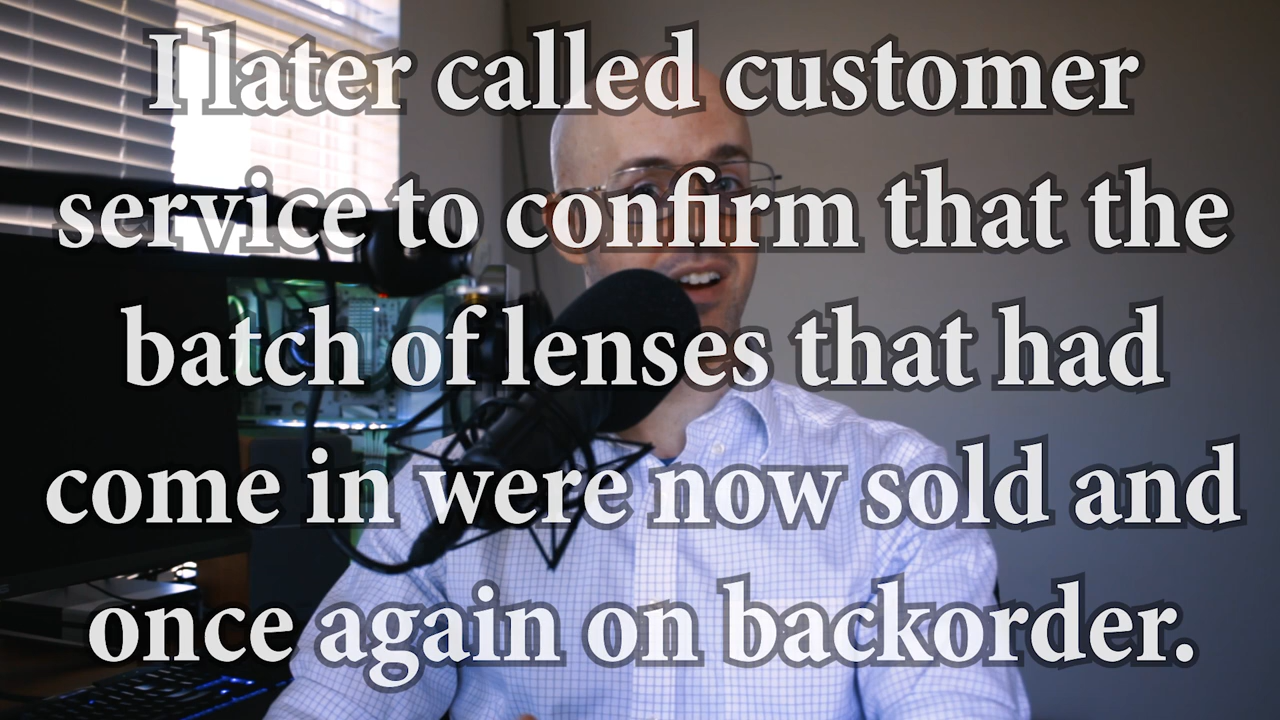 I later called customer
service to confirm that the
batch of lenses that had
come in were now sold and
once again on backorder.